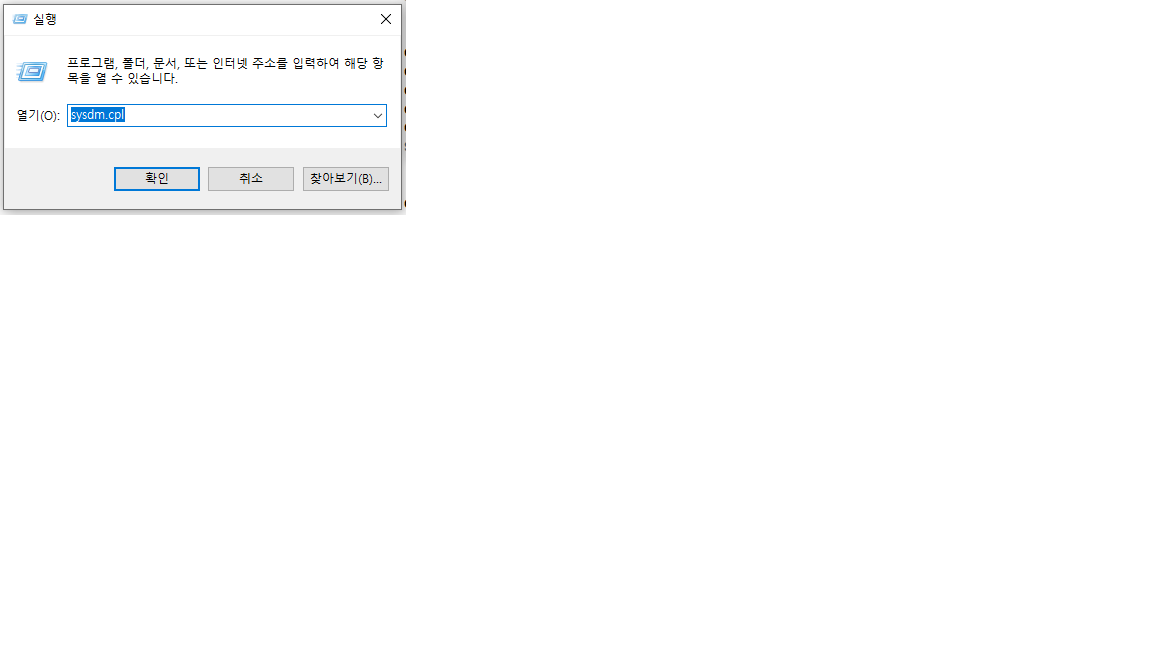 실행
프로그램, 폴더, 문서, 또는 인터넷 주소를 입력하여 해당 항
목을 열 수 있습니다.
열기(O): sysdm.cpl
확인 취소 찾아보기(B)...